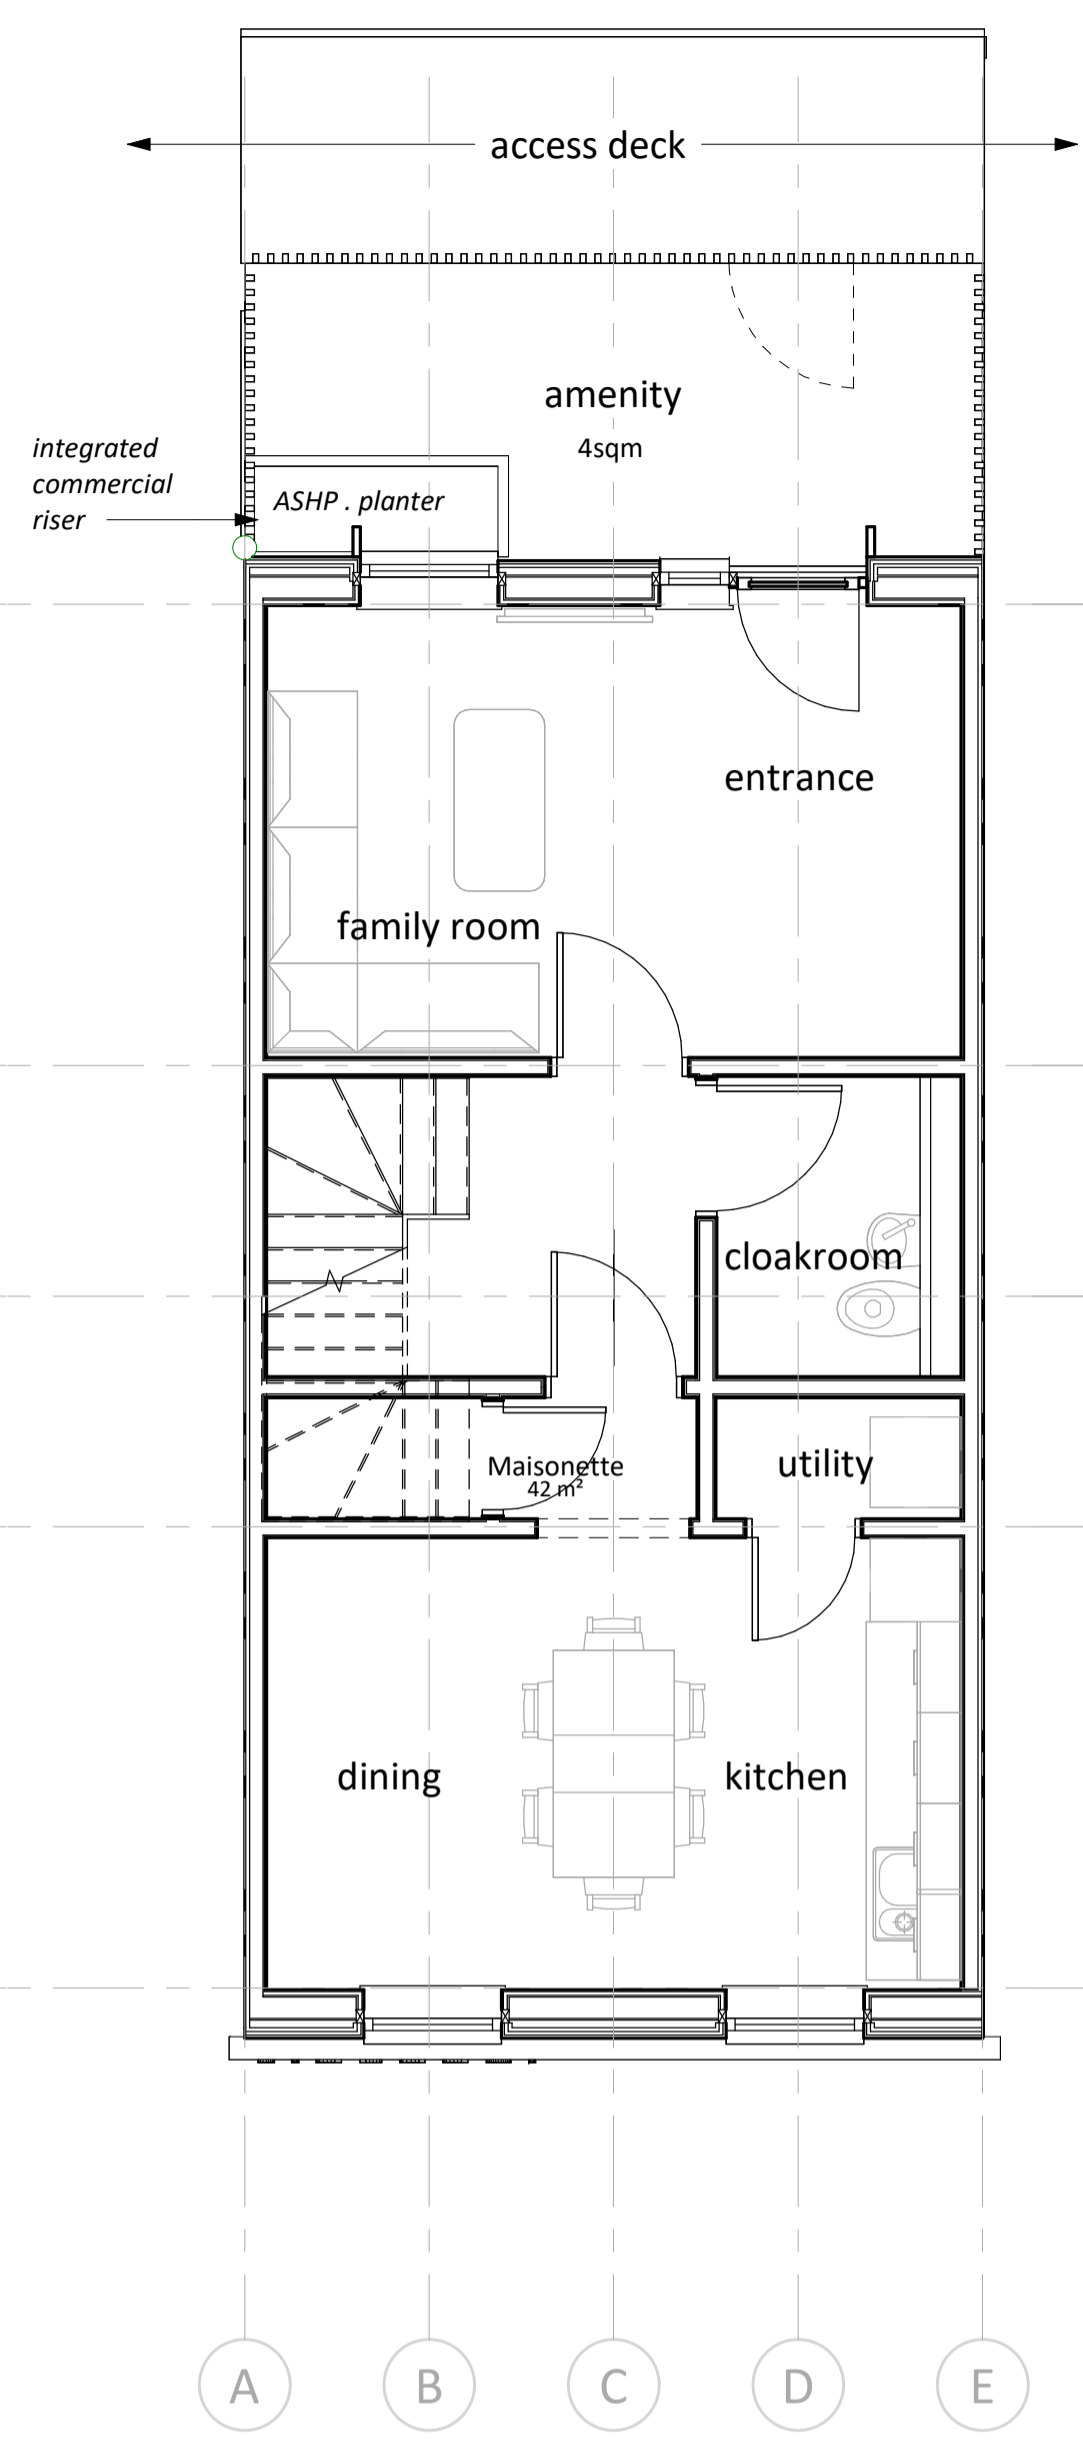 access deck
amenity
4sqm
integrated
commercial
riser
ASHP . planter
entrance
family room
cloakroom
Maisonette
42 m²
utility
dining
kitchen
A
B
C
D
E